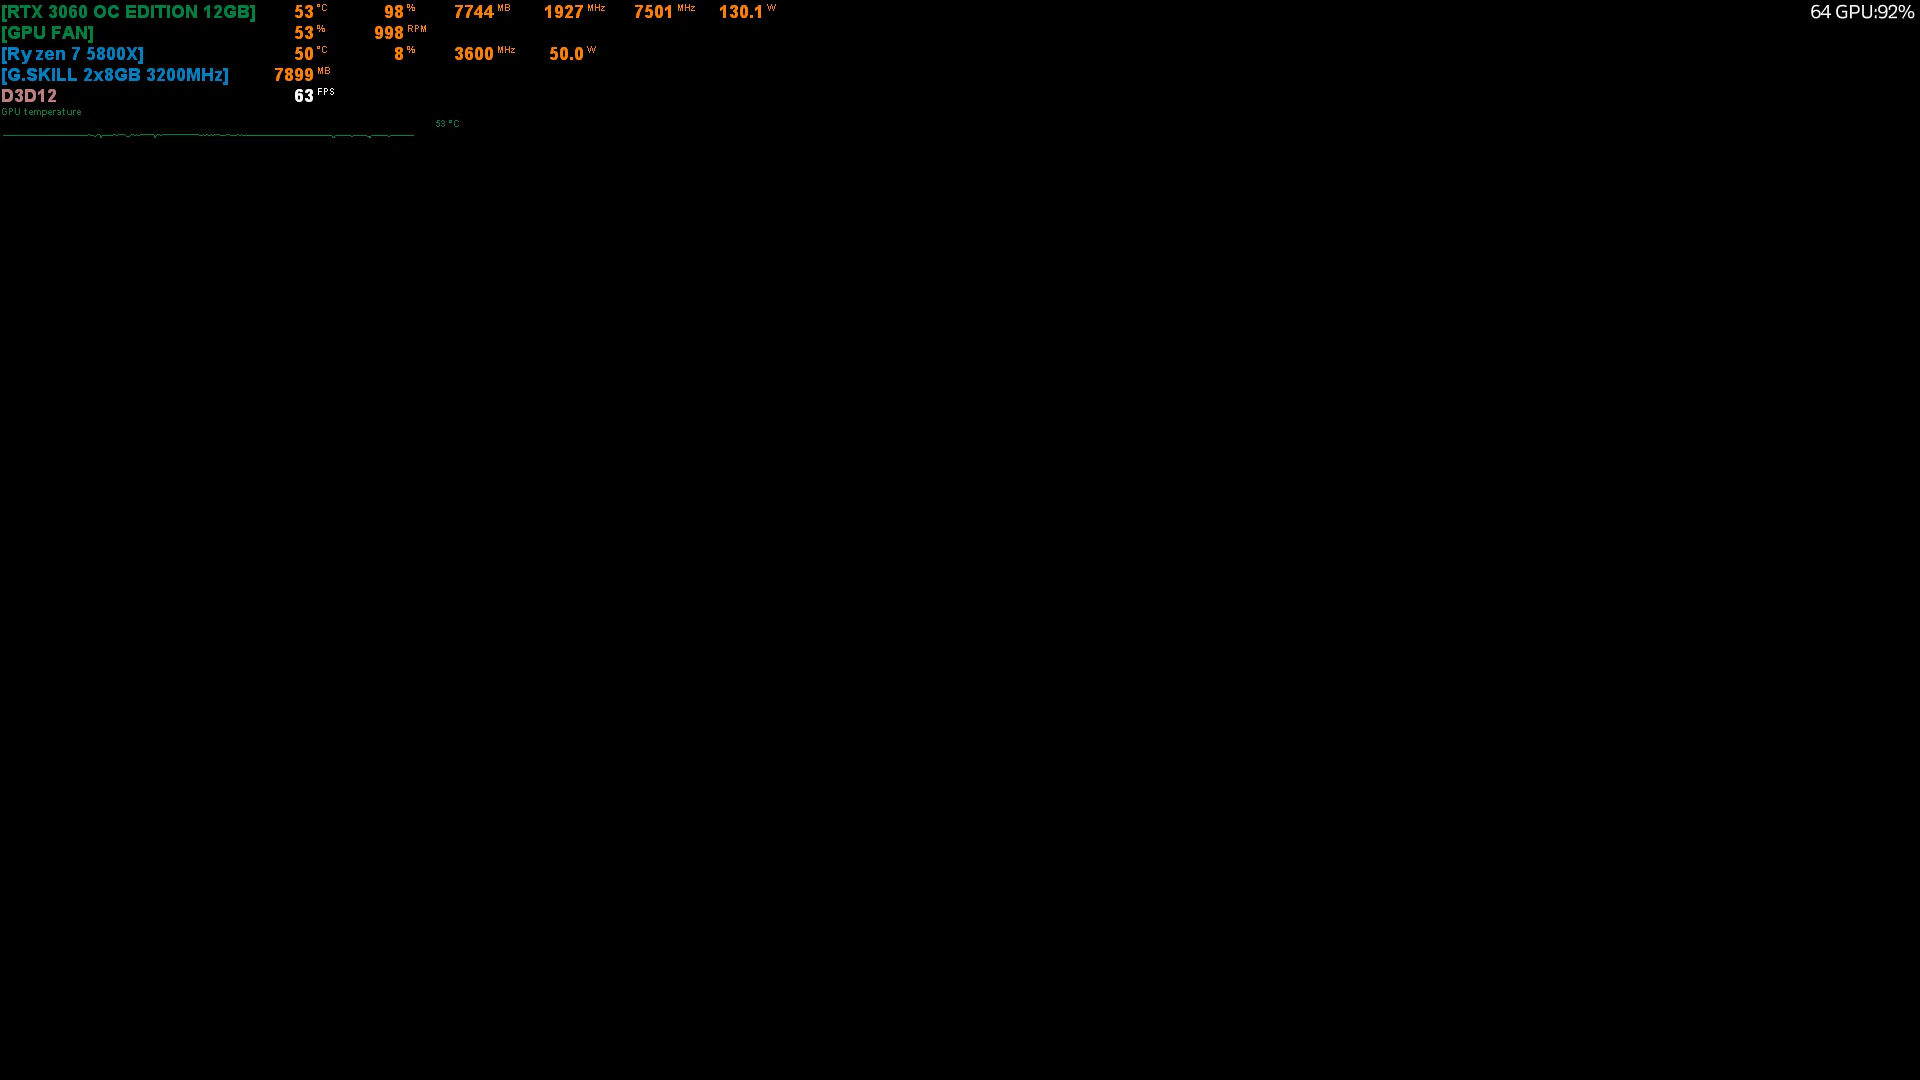 [RTX 3060 OC EDITION 12GB] 53 °C 98 % 7744 MB 1927 MHz 7501 MHz 130.1 W 64 GPU:92%
[GPU FAN] 53 % 998 RPM
[Ryzen 7 5800X] 50 °C 8 % 3600 MHz 50.0 W
[G.SKILL 2x8GB 3200MHz] 7899 MB
D3D12 63 FPS
GPU temperature
53 °C